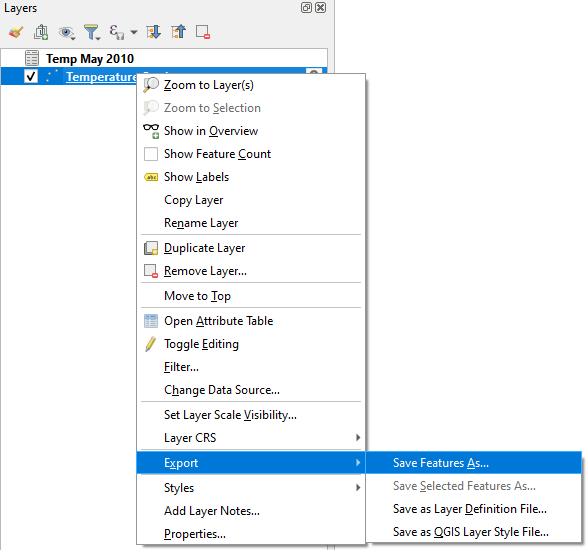 Layers
Temp May 2010
Temperature
Zoom to Layer(s)
Zoom to Selection
Show in Overview
Show Feature Count
abc Show Labels
Copy Layer
Rename Layer
Duplicate Layer
Remove Layer...
Move to Top
Open Attribute Table
Toggle Editing
Filter...
Change Data Source...
Set Layer Scale Visibility...
Layer CRS
Export
Save Features As...
Save Selected Features As...
Styles
Save as Layer Definition File...
Add Layer Notes...
Save as QGIS Layer Style File...
Properties...